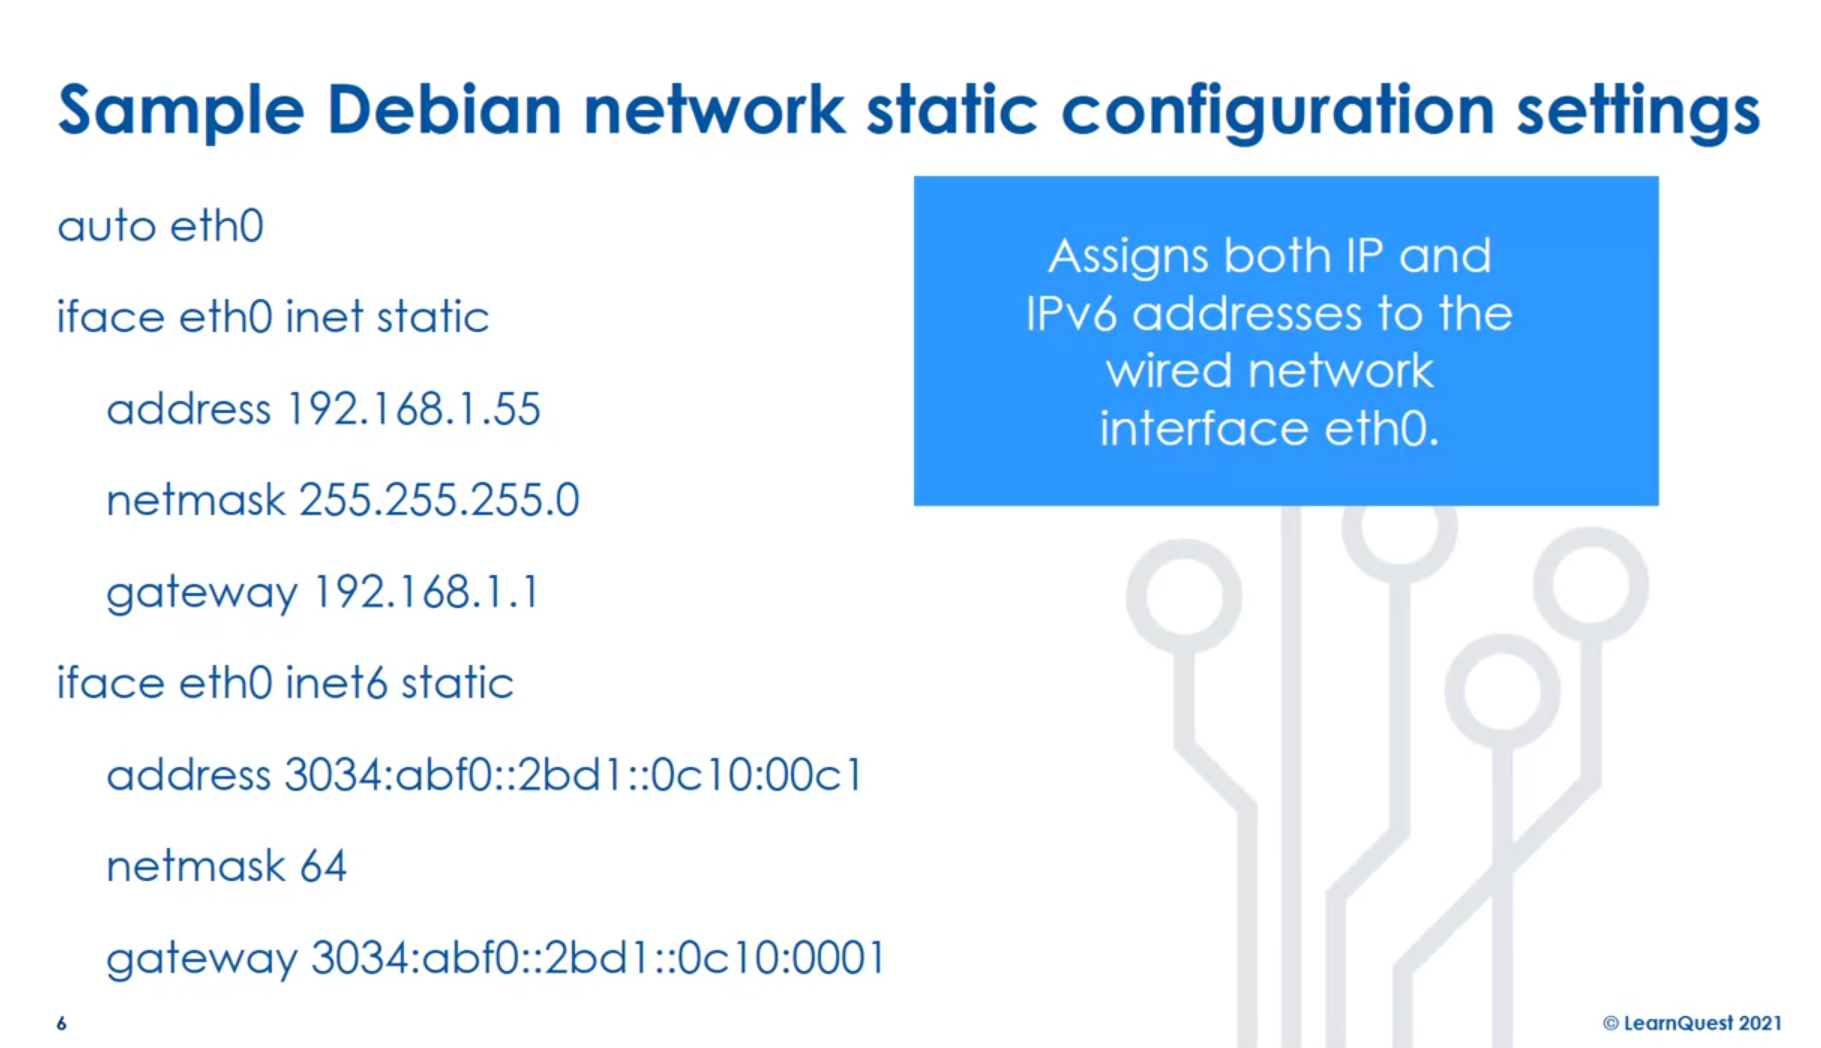 Sample Debian network static configuration settings
auto eth0
iface eth0 inet static
address 192.168.1.55
netmask 255.255.255.0
gateway 192.168.1.1
iface eth0 inet6 static
address 3034:abf0::2bd1::0c10:00c1
netmask 64
gateway 3034:abf0::2bd1::0c10:0001
Assigns both IP and
IPv6 addresses to the
wired network
interface eth0.
6
© LearnQuest 2021